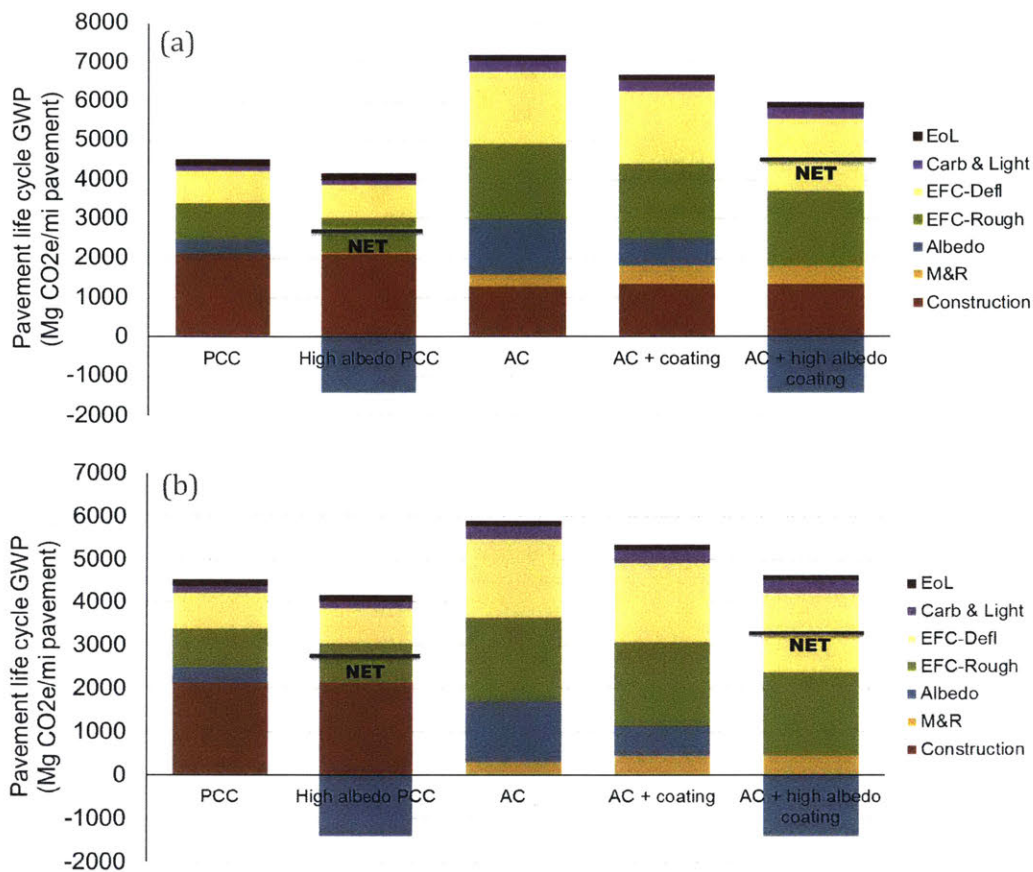 (a)
Pavement life cycle GWP
(Mg CO2e/mi pavement)
8000
7000
6000
5000
4000
3000
2000
1000
0
-1000
-2000
NET
NET
PCC
High albedo PCC
AC
AC + coating
AC + high albedo
coating
EoL
Carb & Light
EFC-Defl
EFC-Rough
Albedo
M&R
Construction
(b)
Pavement life cycle GWP
(Mg CO2e/mi pavement)
7000
6000
5000
4000
3000
2000
1000
0
-1000
-2000
NET
NET
PCC
High albedo PCC
AC
AC + coating
AC + high albedo
coating
EoL
Carb & Light
EFC-Defl
EFC-Rough
Albedo
M&R
Construction